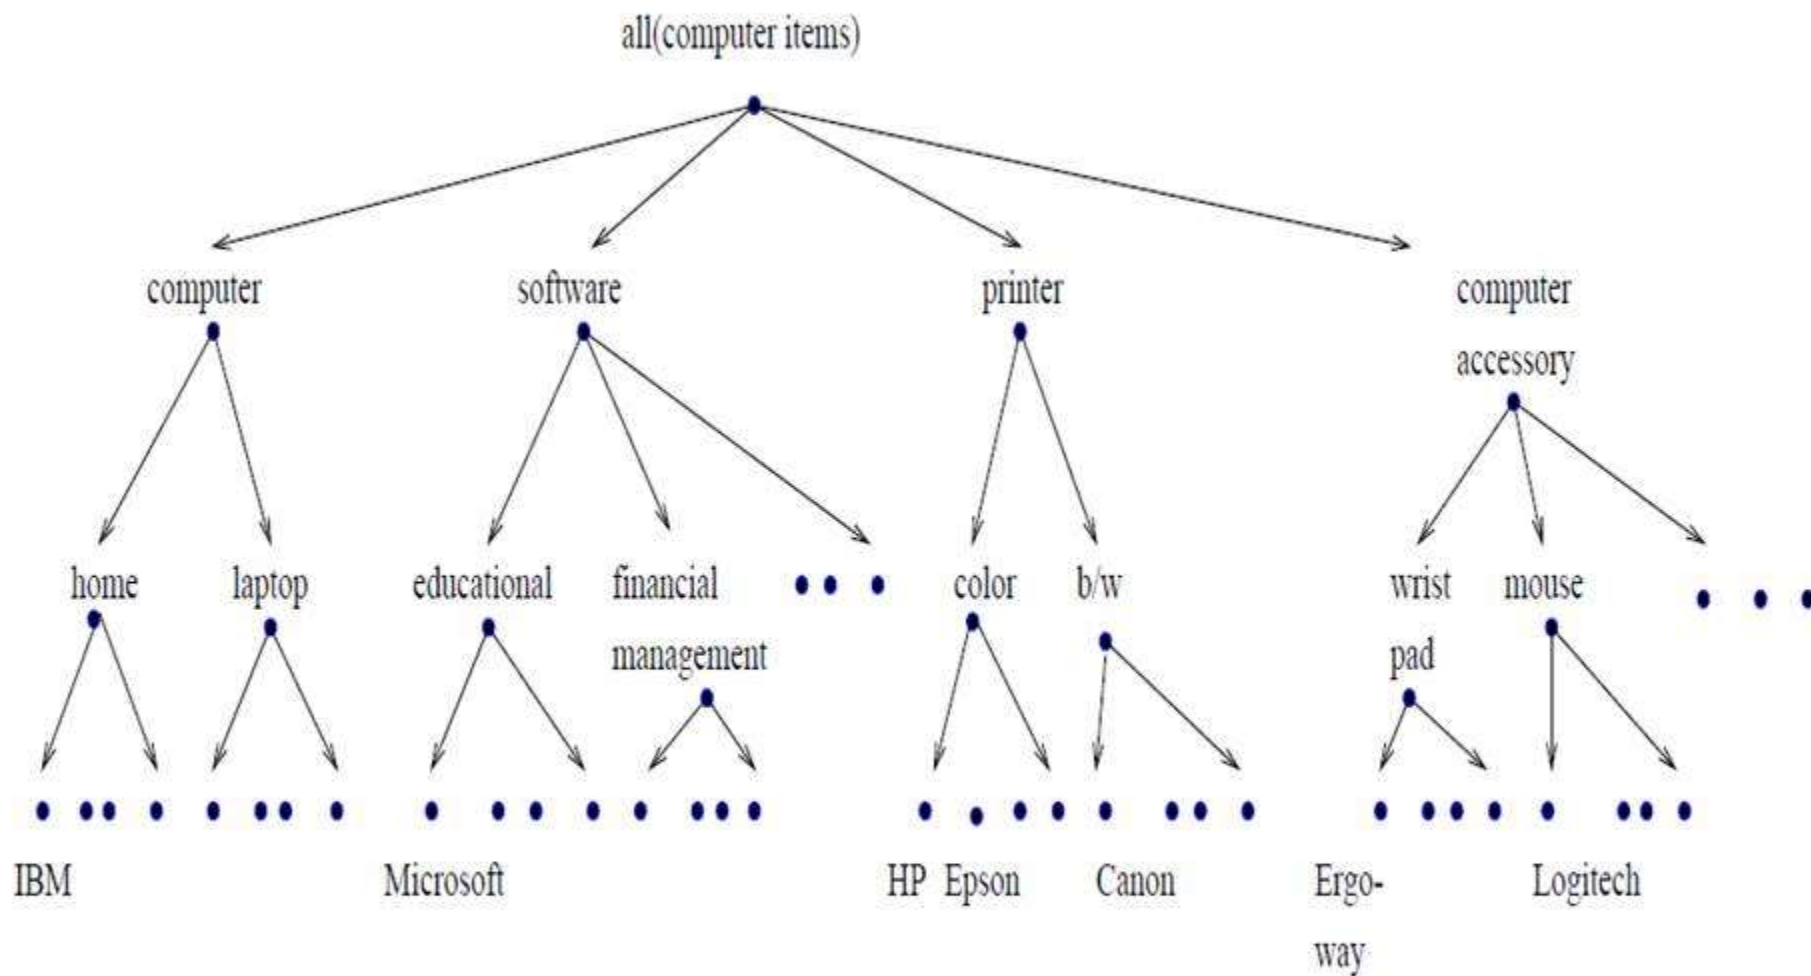 all(computer items)
computer
software
printer
computer
accessory
home
laptop
educational
financial
management
color
b/w
wrist
pad
mouse
IBM
Microsoft
HP
Epson
Canon
Ergo-
way
Logitech